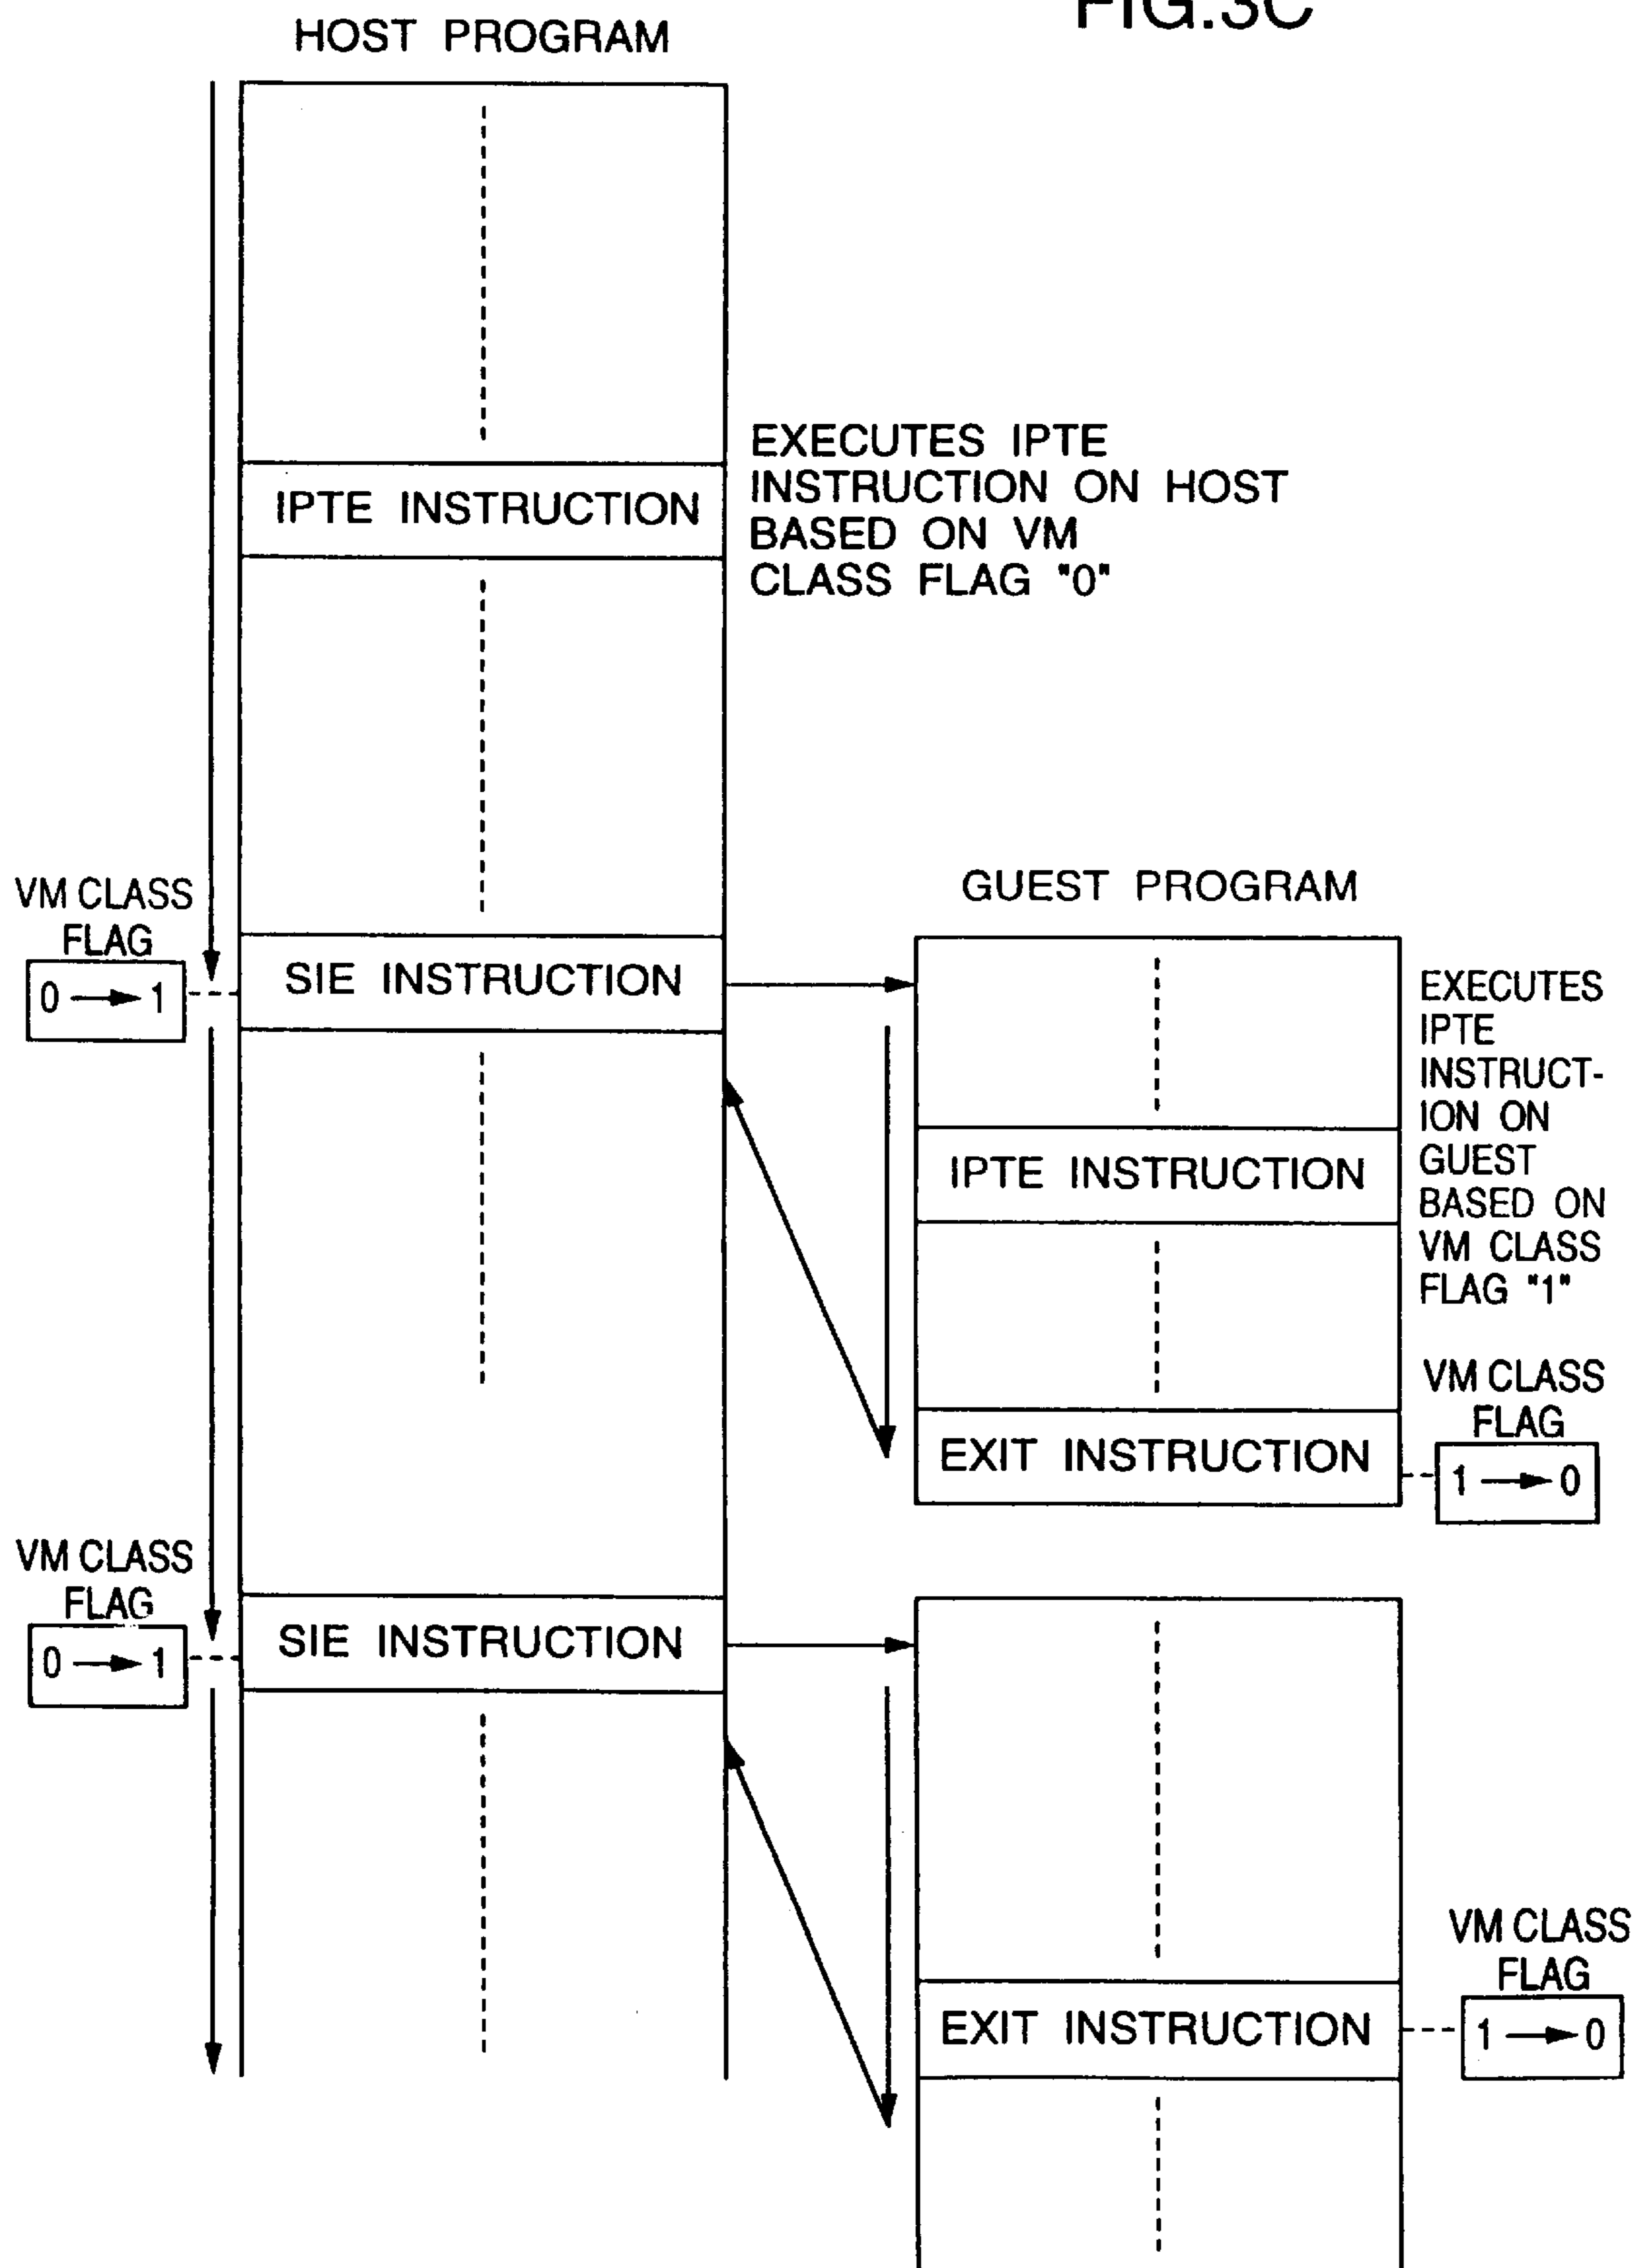 FIG.3C
HOST PROGRAM
IPTE INSTRUCTION
EXECUTES IPTE
INSTRUCTION ON HOST
BASED ON VM
CLASS FLAG "0"
VM CLASS
FLAG
0 → 1
SIE INSTRUCTION
GUEST PROGRAM
EXECUTES
IPTE
INSTRUCT-
ION ON
GUEST
BASED ON
VM CLASS
FLAG "1"
IPTE INSTRUCTION
VM CLASS
FLAG
EXIT INSTRUCTION
1 → 0
VM CLASS
FLAG
0 → 1
SIE INSTRUCTION
VM CLASS
FLAG
EXIT INSTRUCTION
1 → 0